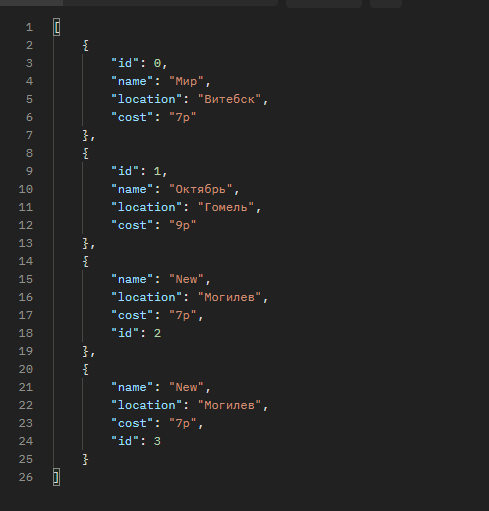 1 [
2 {
3 "id": 0,
4 "name": "Мир",
5 "location": "Витебск",
6 "cost": "7р"
7 },
8 {
9 "id": 1,
10 "name": "Октябрь",
11 "location": "Гомель",
12 "cost": "9р"
13 },
14 {
15 "name": "New",
16 "location": "Могилев",
17 "cost": "7р",
18 "id": 2
19 },
20 {
21 "name": "New",
22 "location": "Могилев",
23 "cost": "7р",
24 "id": 3
25 }
26 ]